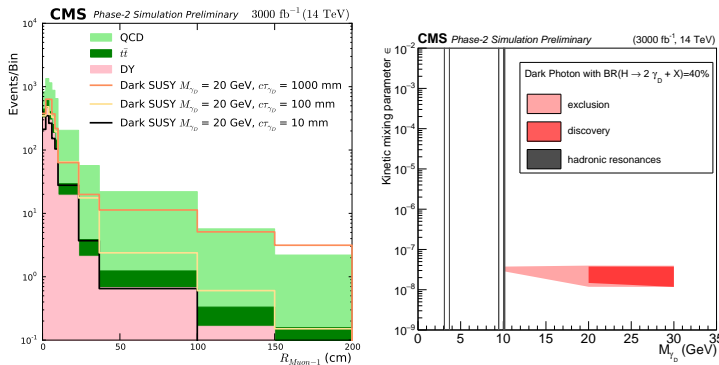 CMS Phase-2 Simulation Preliminary 3000 fb⁻¹ (14 TeV)
QCD
tt̄
DY
Dark SUSY M_γD = 20 GeV, cτ_γD = 1000 mm
Dark SUSY M_γD = 20 GeV, cτ_γD = 100 mm
Dark SUSY M_γD = 20 GeV, cτ_γD = 10 mm
Events/Bin
10⁴
10³
10²
10¹
10⁰
10⁻¹
0 50 100 150 200
R_Muon−1 (cm)
CMS Phase-2 Simulation Preliminary (3000 fb⁻¹, 14 TeV)
Dark Photon with BR(H → 2 γ_D + X)=40%
exclusion
discovery
hadronic resonances
Kinetic mixing parameter ε
10⁻²
10⁻³
10⁻⁴
10⁻⁵
10⁻⁶
10⁻⁷
10⁻⁸
10⁻⁹
0 5 10 15 20 25 30 35
M_γD (GeV)